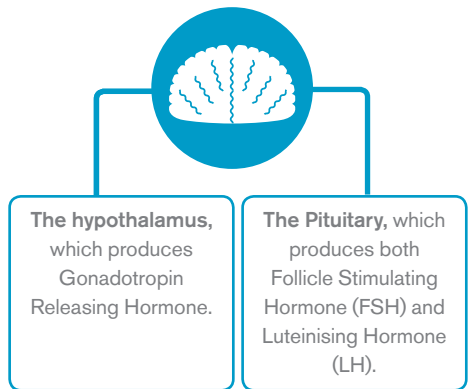 The hypothalamus,
which produces
Gonadotropin
Releasing Hormone.
The Pituitary, which
produces both
Follicle Stimulating
Hormone (FSH) and
Luteinising Hormone
(LH).